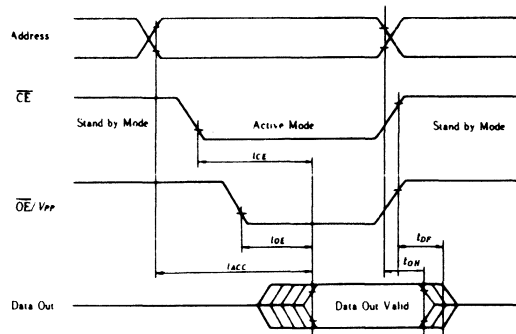 Address
CE
Stand by Mode
Active Mode
Stand by Mode
tCE
OE/VPP
tOE
tDF
tOH
tACC
Data Out
Data Out Valid